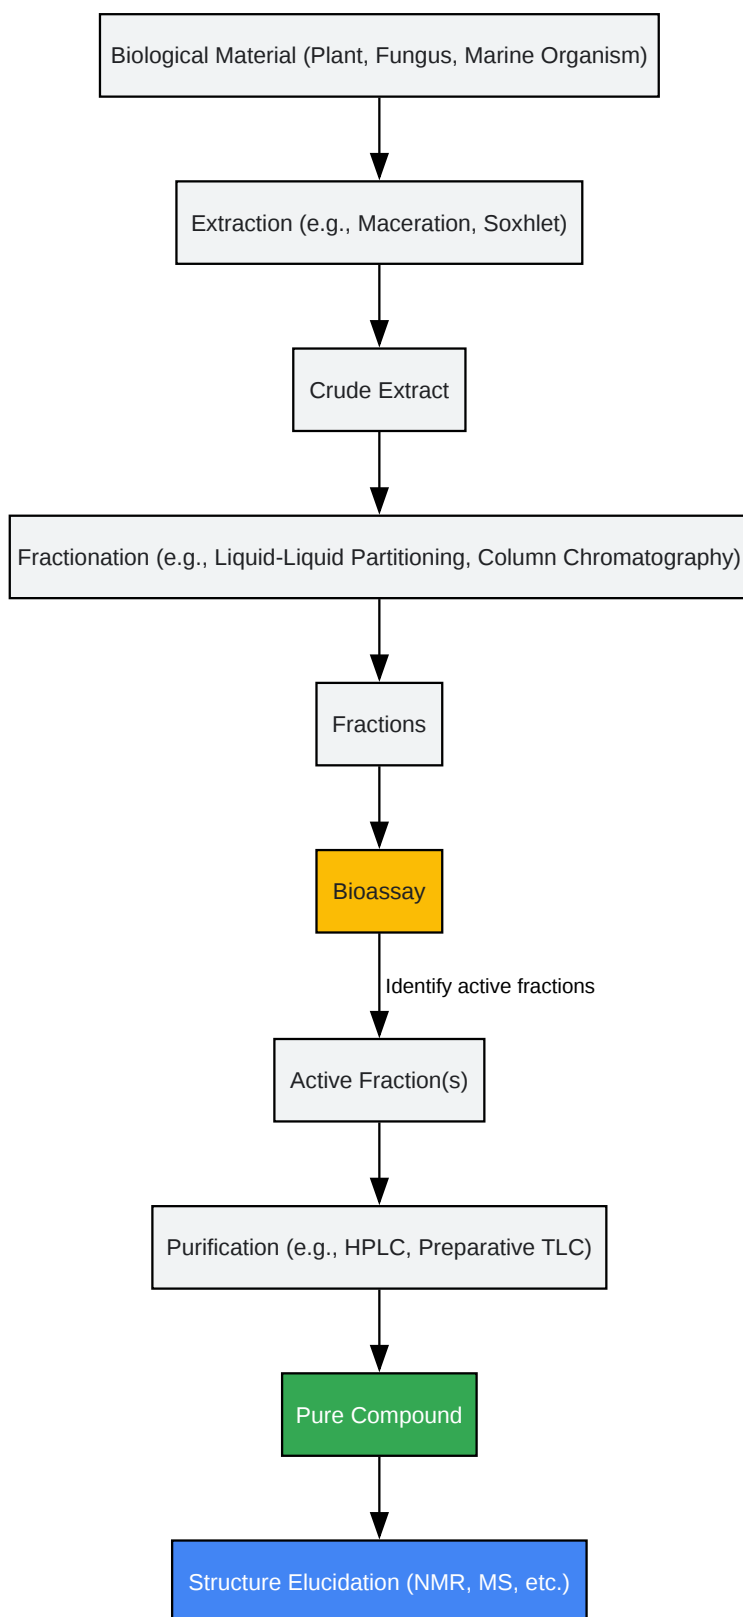 Biological Material (Plant, Fungus, Marine Organism)
Extraction (e.g., Maceration, Soxhlet)
Crude Extract
Fractionation (e.g., Liquid-Liquid Partitioning, Column Chromatography)
Fractions
Bioassay
Identify active fractions
Active Fraction(s)
Purification (e.g., HPLC, Preparative TLC)
Pure Compound
Structure Elucidation (NMR, MS, etc.)